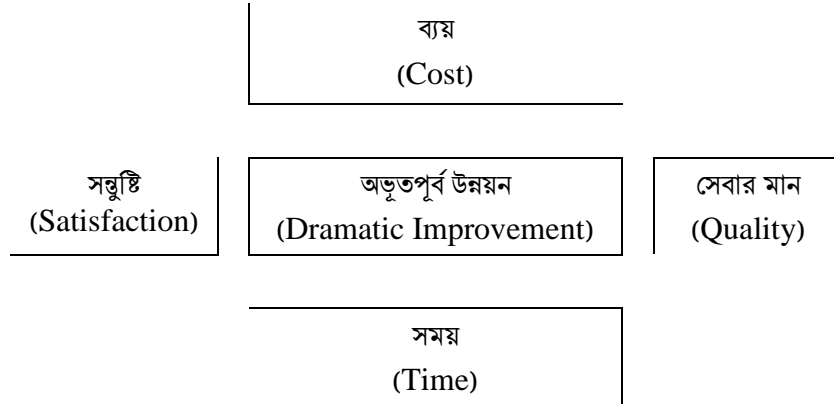 ব্যয়
(Cost)
সন্তুষ্টি
(Satisfaction)
অভূতপূর্ব উন্নয়ন
(Dramatic Improvement)
সেবার মান
(Quality)
সময়
(Time)